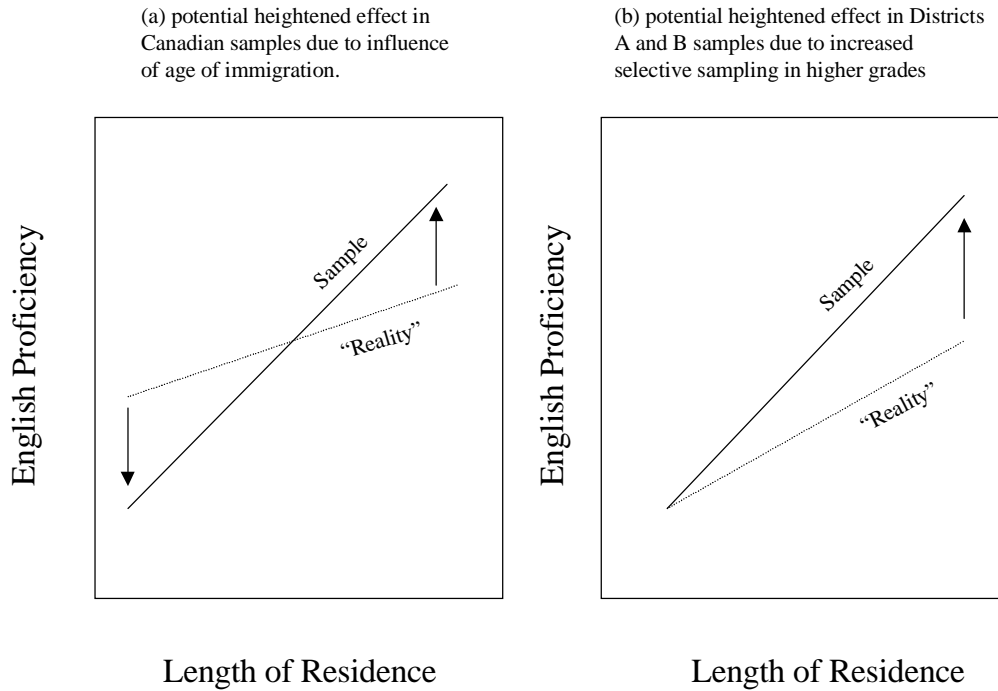 (a) potential heightened effect in
Canadian samples due to influence
of age of immigration.
English Proficiency
Sample
“Reality”
Length of Residence
(b) potential heightened effect in Districts
A and B samples due to increased
selective sampling in higher grades
English Proficiency
Sample
“Reality”
Length of Residence